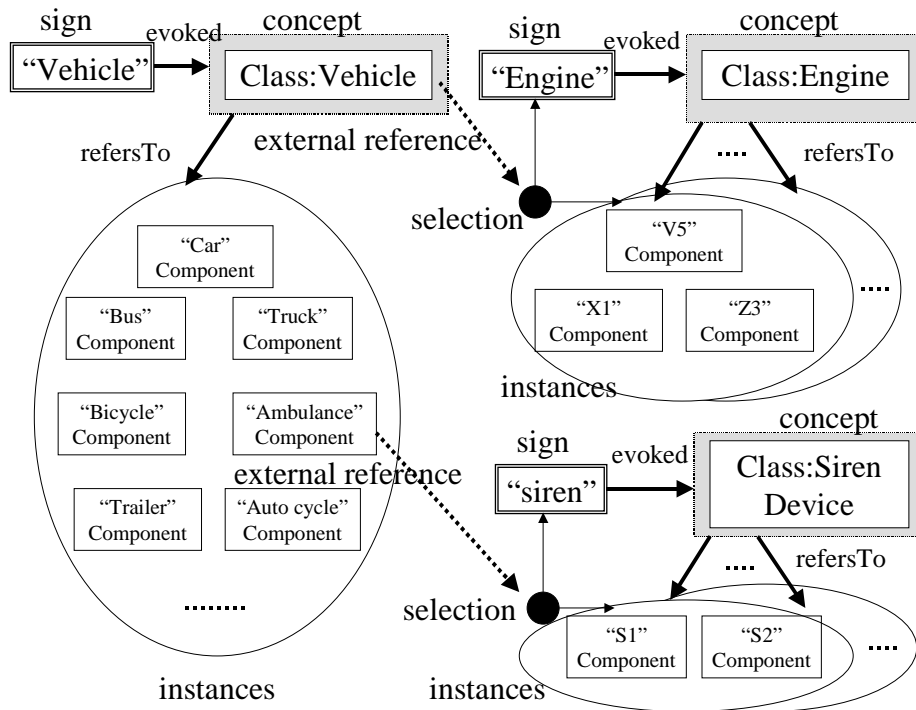 sign
concept
evoked
“Vehicle”
Class:Vehicle
refersTo
external reference
“Car”
Component
“Bus”
Component
“Truck”
Component
“Bicycle”
Component
“Ambulance”
Component
“Trailer”
Component
“Auto cycle”
Component
........
instances
sign
concept
evoked
“Engine”
Class:Engine
....
refersTo
selection
“V5”
Component
“X1”
Component
“Z3”
Component
....
instances
concept
sign
evoked
external reference
“siren”
Class:Siren
Device
....
refersTo
selection
“S1”
Component
“S2”
Component
....
instances